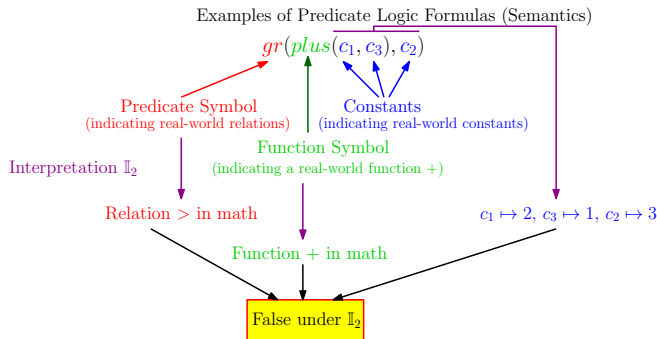 Examples of Predicate Logic Formulas (Semantics)
gr(plus(c₁, c₃), c₂)
Predicate Symbol
(indicating real-world relations)
Constants
(indicating real-world constants)
Function Symbol
(indicating a real-world function +)
Interpretation 𝕀₂
Relation > in math
c₁ ↦ 2, c₃ ↦ 1, c₂ ↦ 3
Function + in math
False under 𝕀₂